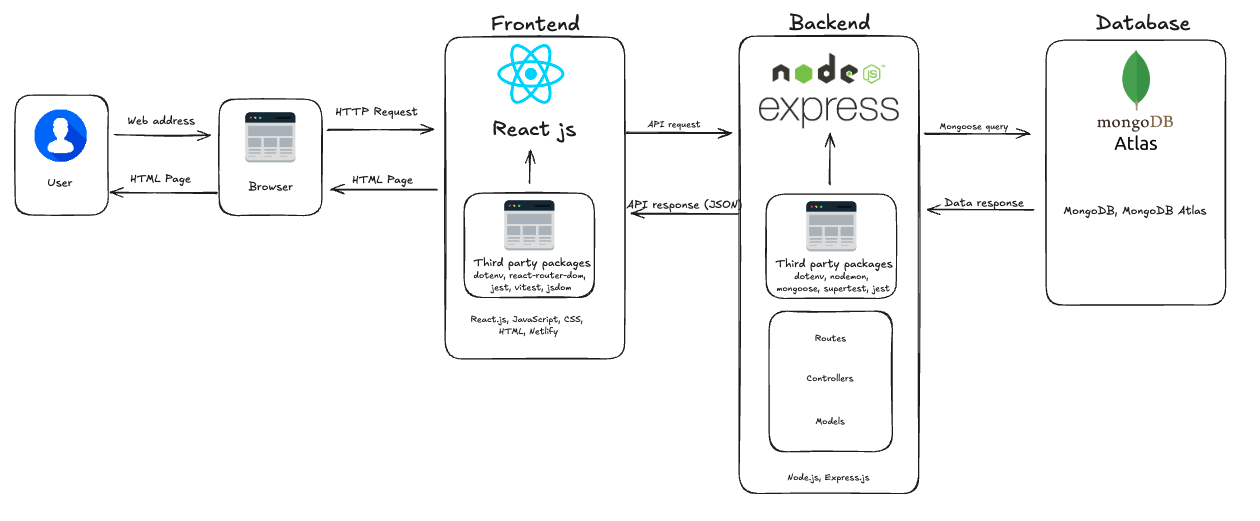 Frontend
Backend
Database
node
JS
express
React js
mongoDB
Atlas
User
Web address
HTML Page
Browser
HTTP Request
HTML Page
API request
API response (JSON)
Mongoose query
Data response
Third party packages
dotenv, react-router-dom,
jest, vitest, jsdom
React.js, JavaScript, CSS,
HTML, Netlify
Third party packages
dotenv, nodemon,
mongoose, supertest, jest
Routes
Controllers
Models
Node.js, Express.js
MongoDB, MongoDB Atlas